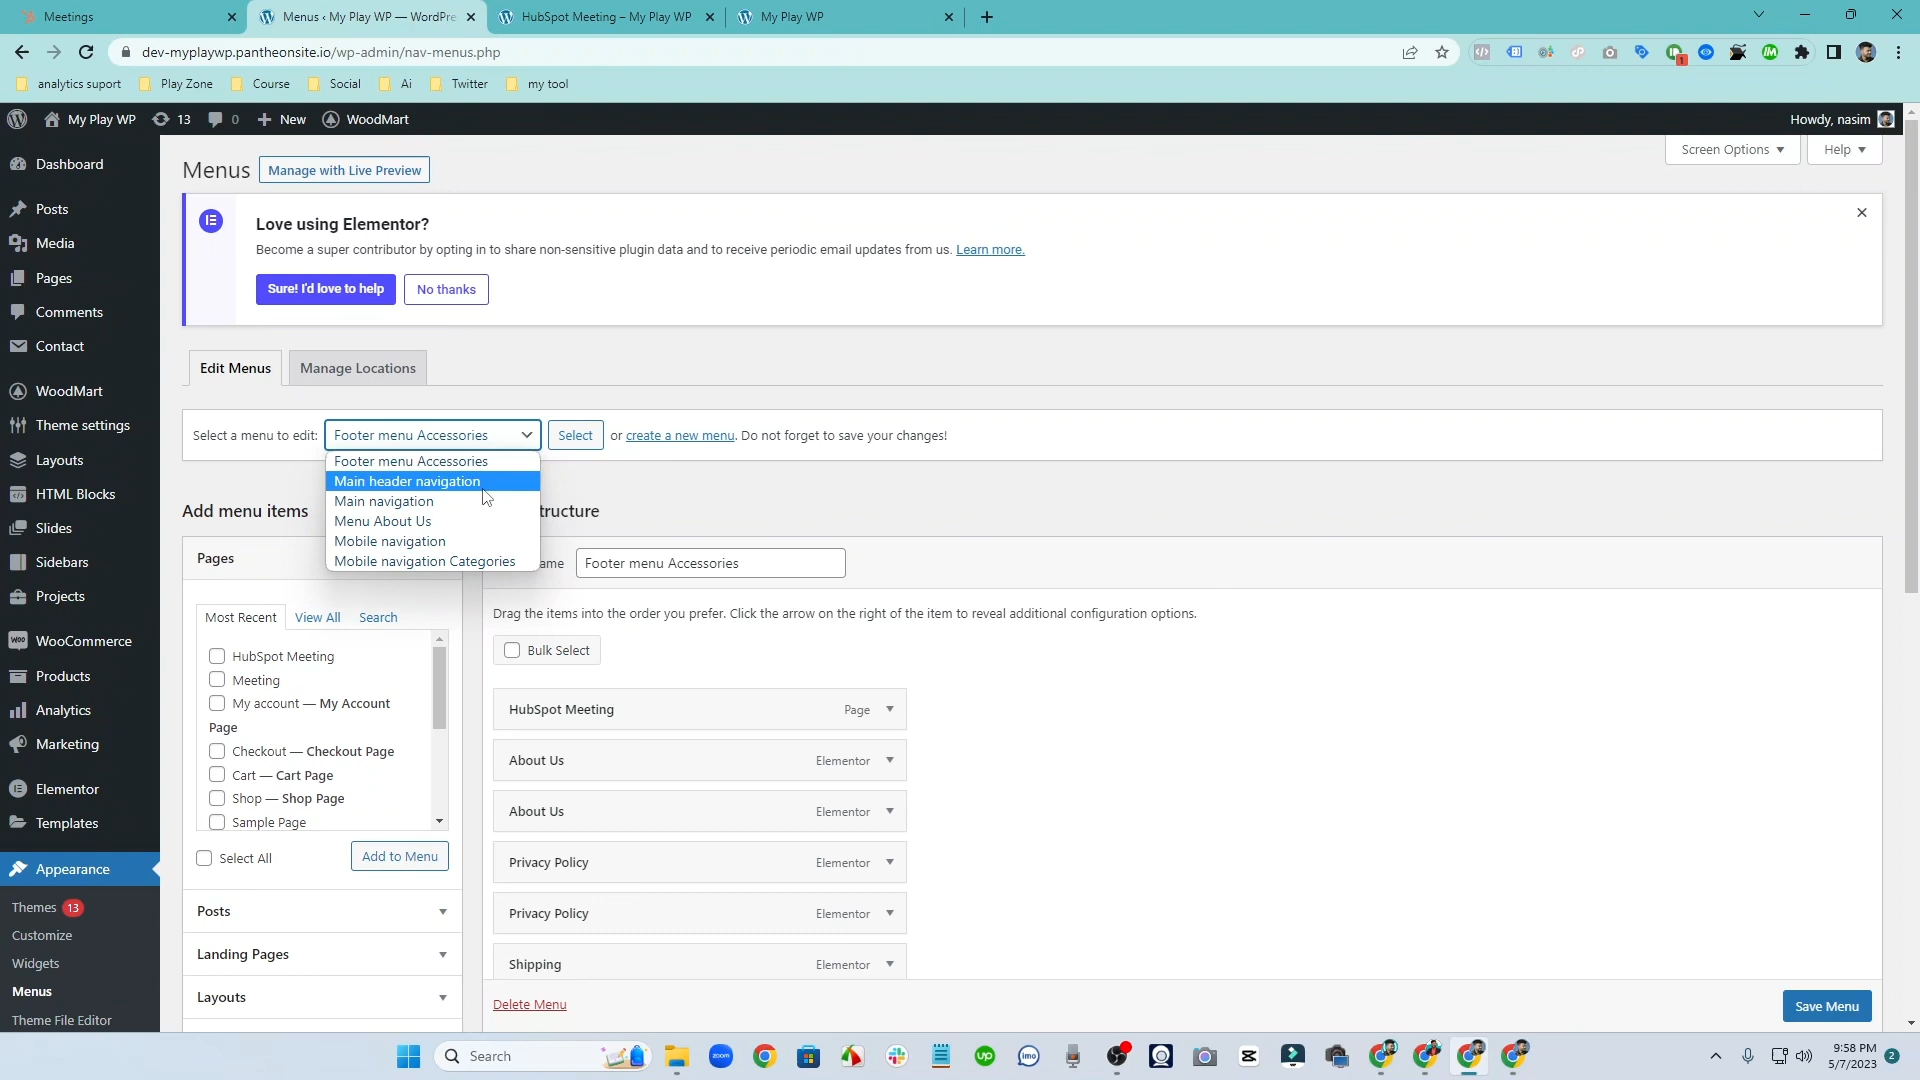 Meetings
Menus ‹ My Play WP — WordPre
HubSpot Meeting – My Play WP
My Play WP
dev-myplaywp.pantheonsite.io/wp-admin/nav-menus.php
analytics suport
Play Zone
Course
Social
Ai
Twitter
my tool
My Play WP
13
0
New
WoodMart
Howdy, nasim
Dashboard
Posts
Media
Pages
Comments
Contact
WoodMart
Theme settings
Layouts
HTML Blocks
Slides
Sidebars
Projects
WooCommerce
Products
Analytics
Marketing
Elementor
Templates
Appearance
Themes 13
Customize
Widgets
Menus
Theme File Editor
Menus
Manage with Live Preview
Screen Options
Help
Love using Elementor?
Become a super contributor by opting in to share non-sensitive plugin data and to receive periodic email updates from us. Learn more.
Sure! I'd love to help
No thanks
Edit Menus
Manage Locations
Select a menu to edit:
Footer menu Accessories
Select
or create a new menu. Do not forget to save your changes!
Footer menu Accessories
Main header navigation
Main navigation
Menu About Us
Mobile navigation
Mobile navigation Categories
Add menu items
tructure
Pages
Most Recent
View All
Search
HubSpot Meeting
Meeting
My account — My Account
Page
Checkout — Checkout Page
Cart — Cart Page
Shop — Shop Page
Sample Page
Select All
Add to Menu
Posts
Landing Pages
Layouts
ame
Footer menu Accessories
Drag the items into the order you prefer. Click the arrow on the right of the item to reveal additional configuration options.
Bulk Select
HubSpot Meeting
Page
About Us
Elementor
About Us
Elementor
Privacy Policy
Elementor
Privacy Policy
Elementor
Shipping
Elementor
Delete Menu
Save Menu
Search
zoom
up
imo
9:58 PM
5/7/2023
2